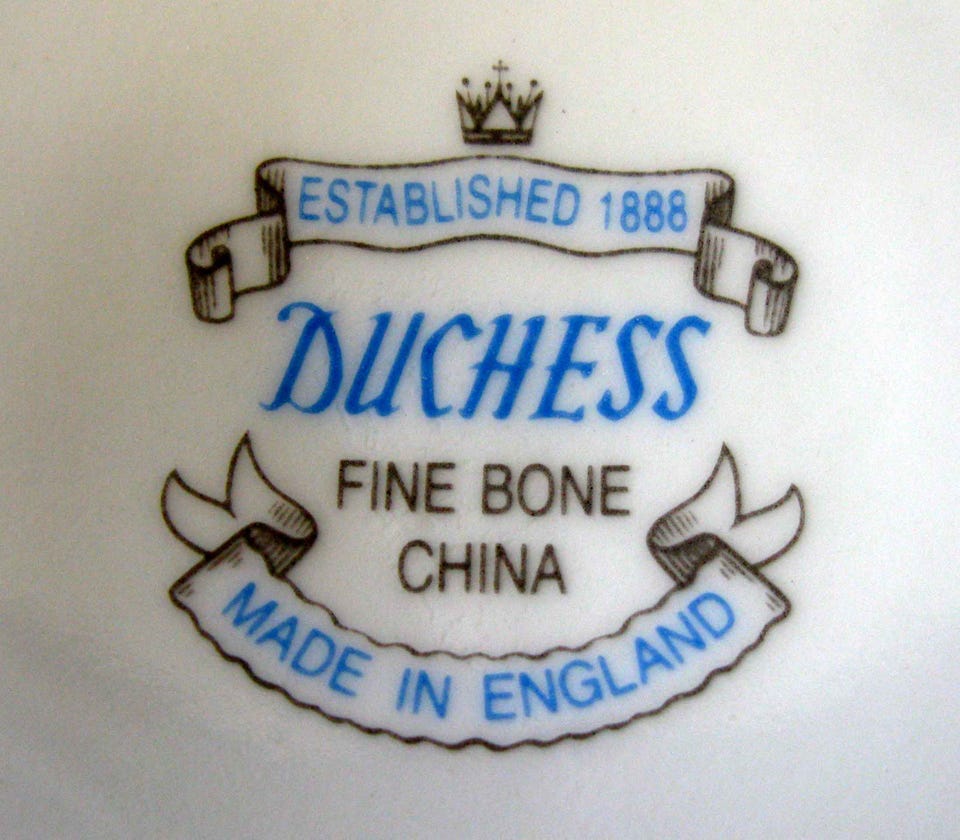 ESTABLISHED 1888
DUCHESS
FINE BONE
CHINA
MADE IN ENGLAND